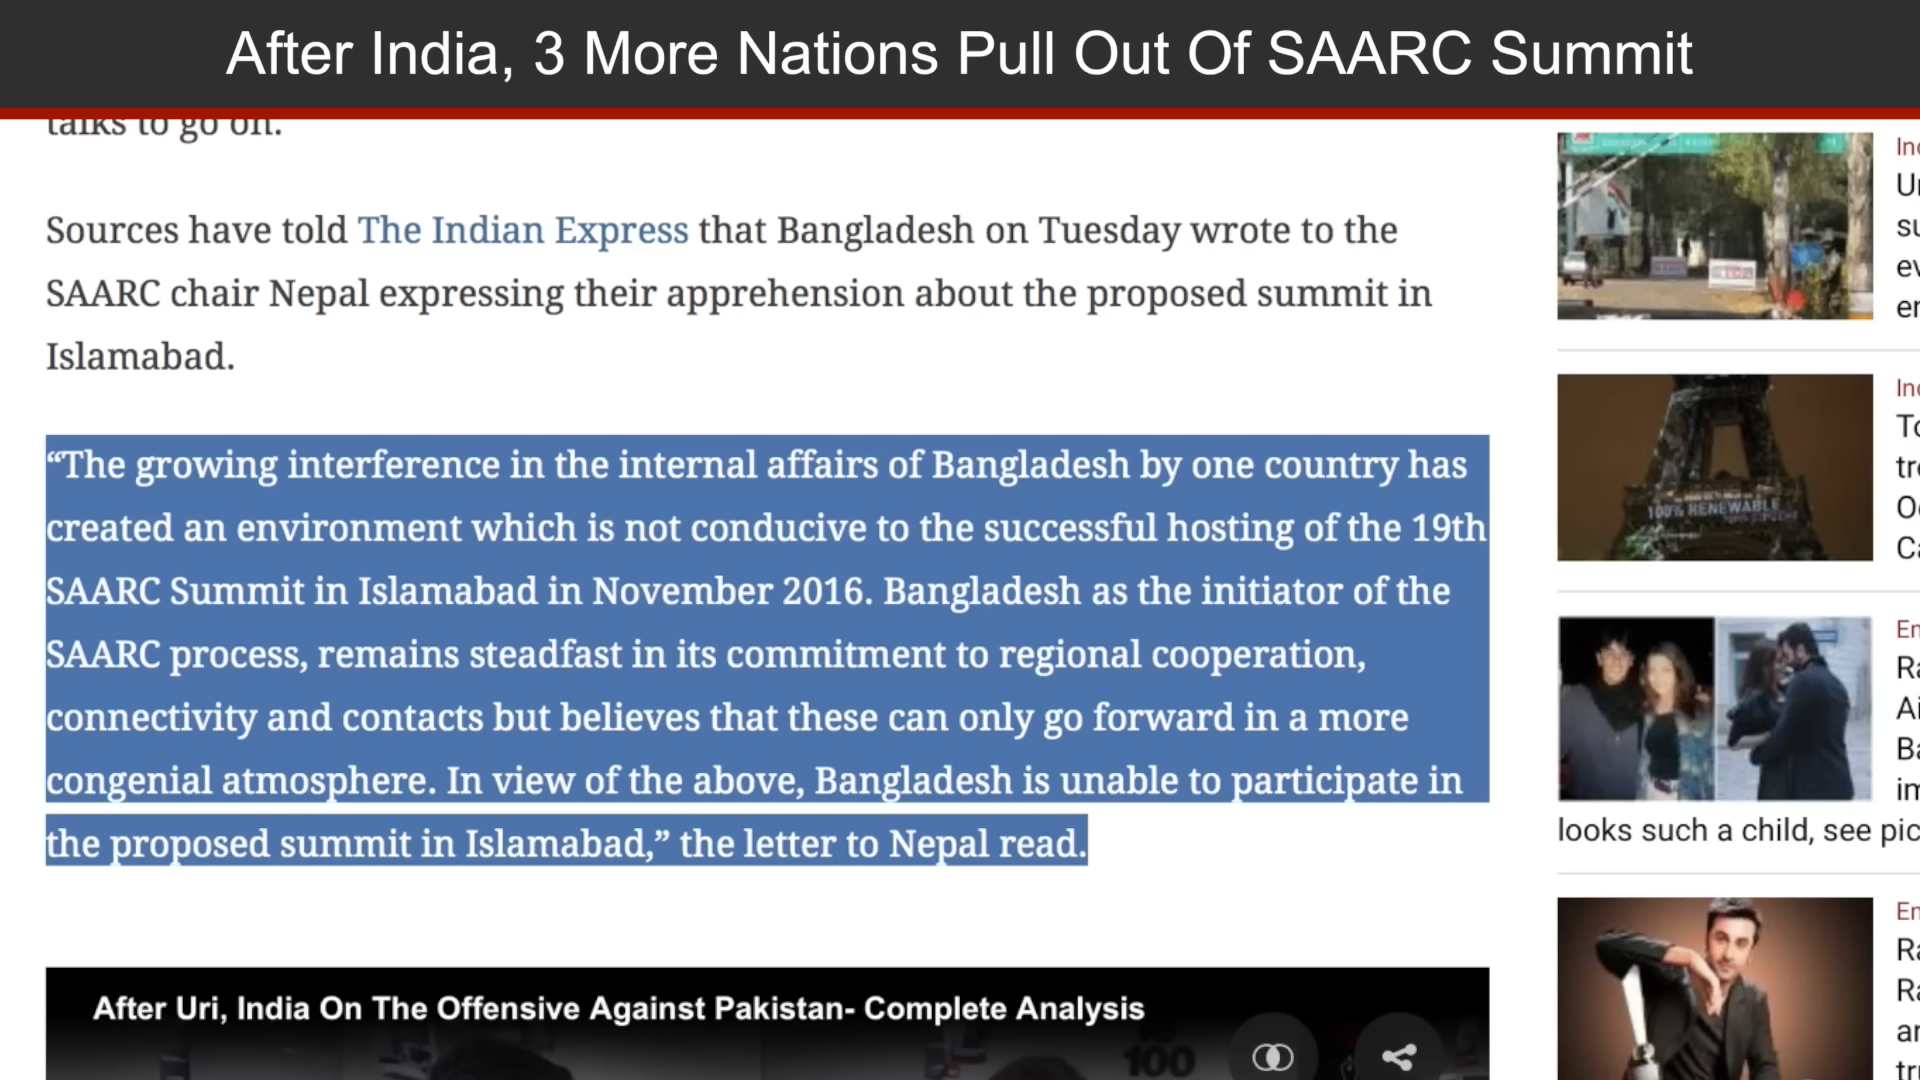 After India, 3 More Nations Pull Out Of SAARC Summit
talks to go on.
Sources have told The Indian Express that Bangladesh on Tuesday wrote to the
SAARC chair Nepal expressing their apprehension about the proposed summit in
Islamabad.
“The growing interference in the internal affairs of Bangladesh by one country has
created an environment which is not conducive to the successful hosting of the 19th
SAARC Summit in Islamabad in November 2016. Bangladesh as the initiator of the
SAARC process, remains steadfast in its commitment to regional cooperation,
connectivity and contacts but believes that these can only go forward in a more
congenial atmosphere. In view of the above, Bangladesh is unable to participate in
the proposed summit in Islamabad,” the letter to Nepal read.
After Uri, India On The Offensive Against Pakistan- Complete Analysis
100
100% RENEWABLE
looks such a child, see pic